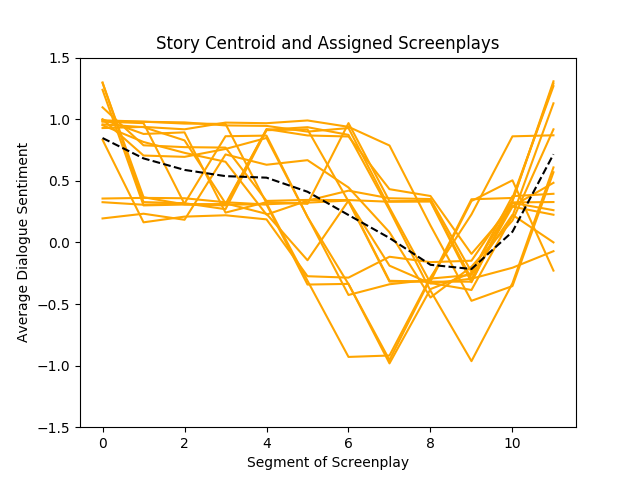 Story Centroid and Assigned Screenplays
1.5
1.0
0.5
0.0
−0.5
−1.0
−1.5
Average Dialogue Sentiment
0 2 4 6 8 10
Segment of Screenplay